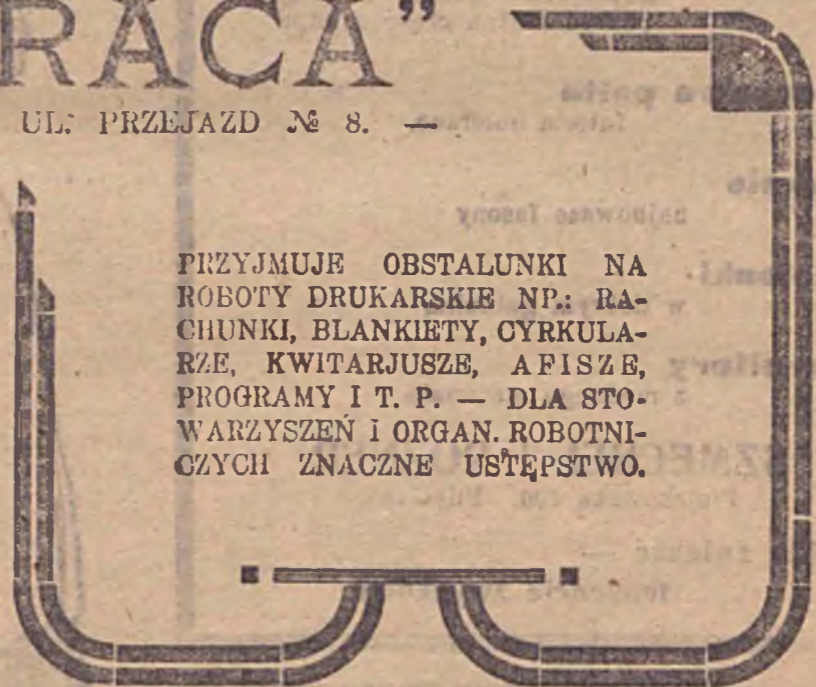 RACA”
UL. PRZEJAZD № 8. —
PRZYJMUJE OBSTALUNKI NA
ROBOTY DRUKARSKIE NP.: RA-
CHUNKI, BLANKIETY, CYRKULA-
RZE, KWITARJUSZE, AFISZE,
PROGRAMY I T. P. — DLA STO-
WARZYSZEŃ I ORGAN. ROBOTNI-
CZYCH ZNACZNE USTĘPSTWO.